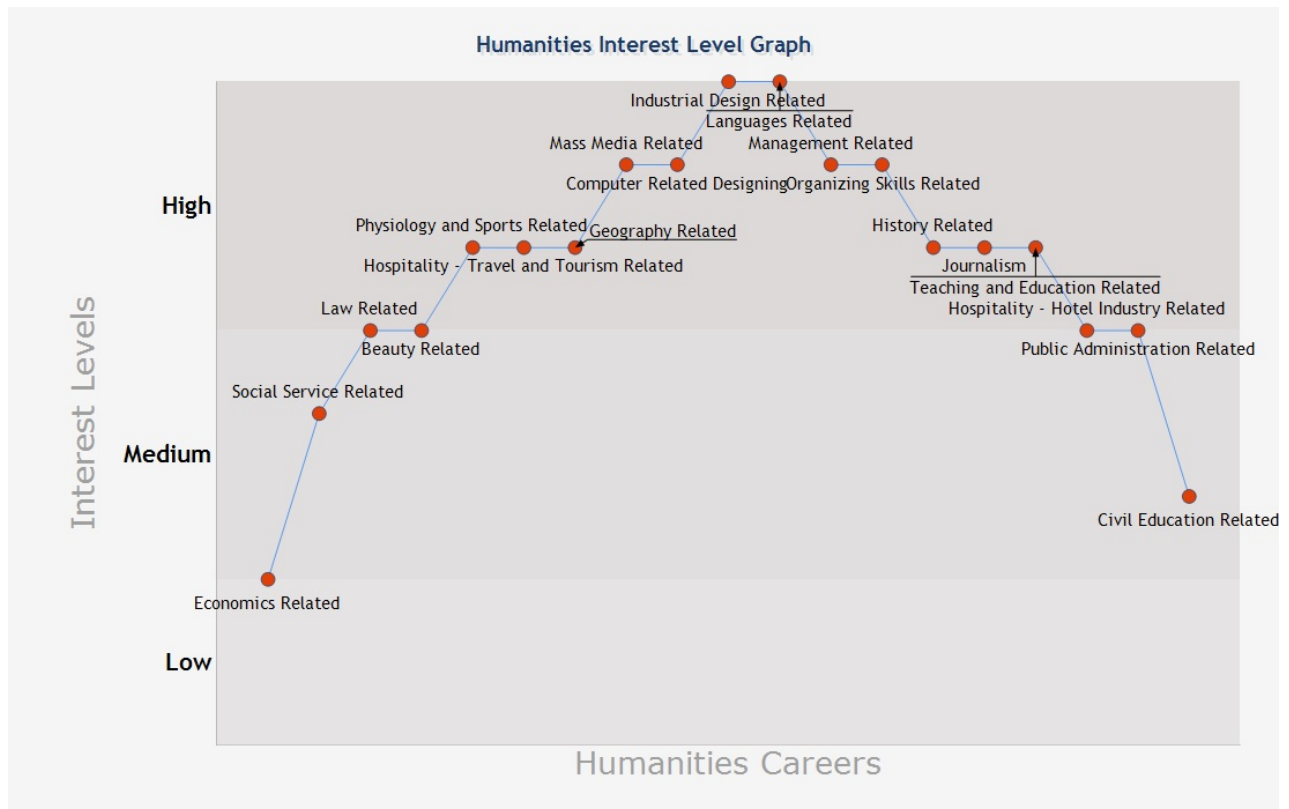 Humanities Interest Level Graph
Industrial Design Related
Languages Related
Mass Media Related
Management Related
Computer Related Designing
Organizing Skills Related
High
Physiology and Sports Related
Geography Related
History Related
Hospitality - Travel and Tourism Related
Journalism
Teaching and Education Related
Law Related
Hospitality - Hotel Industry Related
Beauty Related
Public Administration Related
Social Service Related
Interest Levels
Medium
Civil Education Related
Economics Related
Low
Humanities Careers